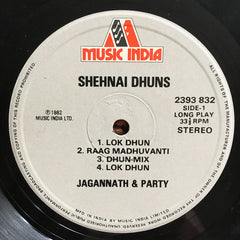 MUSIC INDIA
SHEHNAI DHUNS
℗1982
MUSIC INDIA LTD.
2393 832
SIDE-1
LONG PLAY
33⅓ RPM
STEREO
1. LOK DHUN
2. RAAG MADHUVANTI
3. DHUN-MIX
4. LOK DHUN
JAGANNATH & PARTY